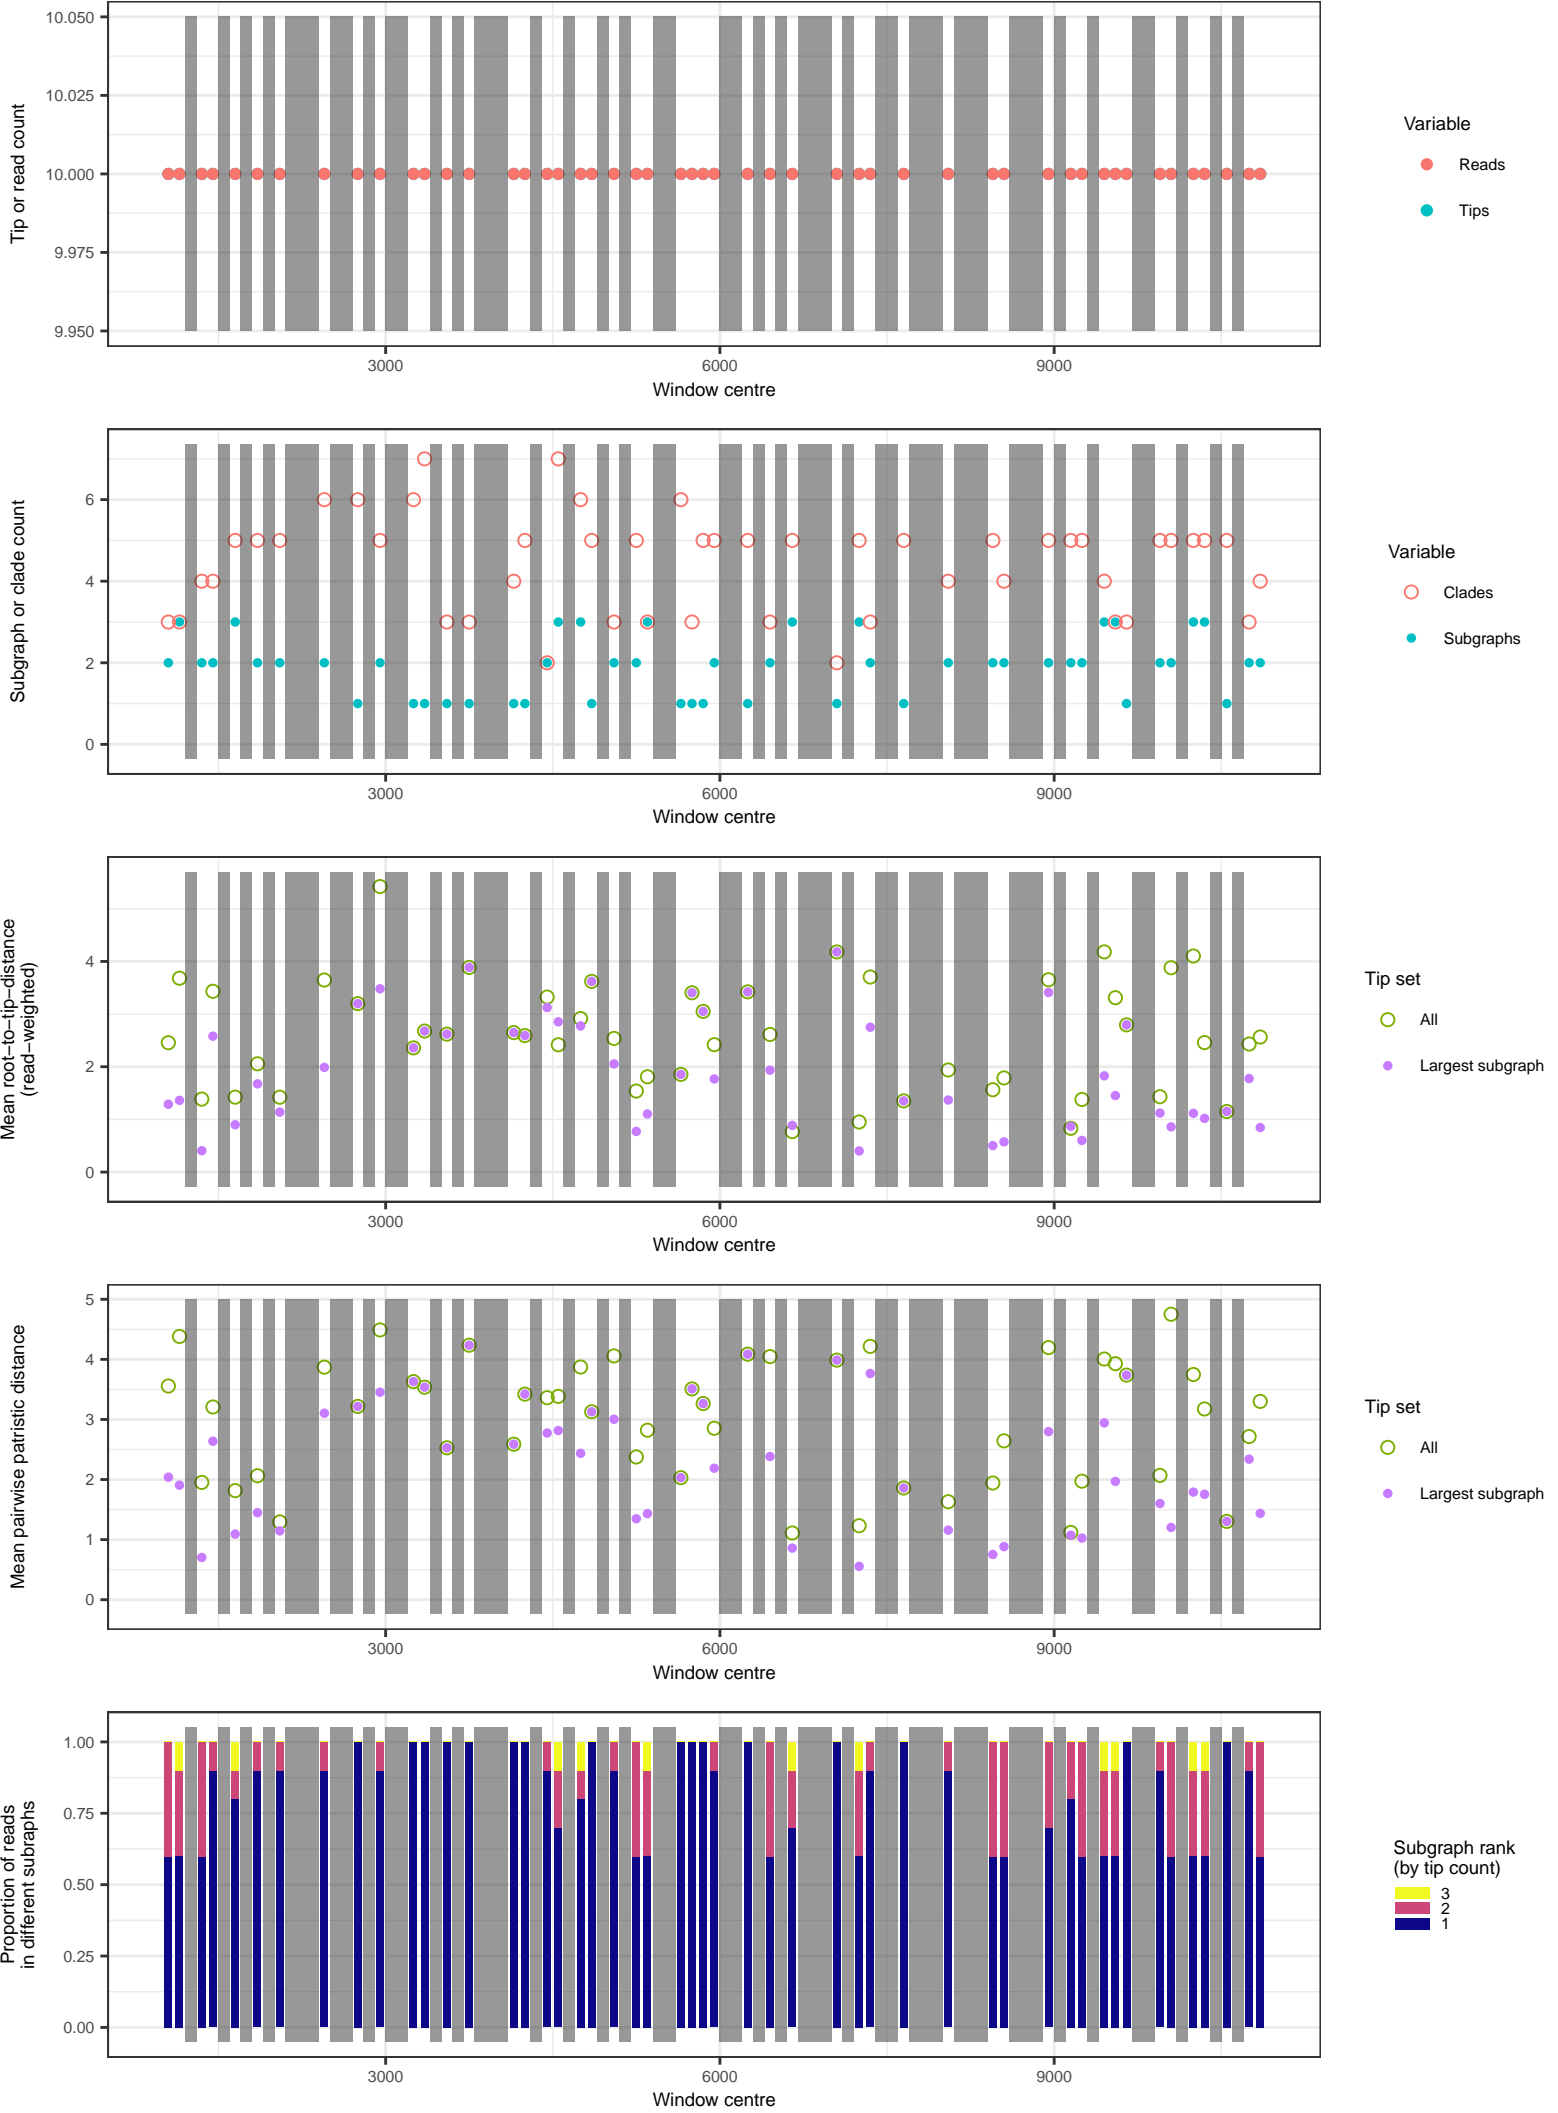 10.050
10.025
10.000
9.975
9.950
Tip or read count
3000
6000
9000
Window centre
Variable
Reads
Tips
6
4
2
0
Subgraph or clade count
3000
6000
9000
Window centre
Variable
Clades
Subgraphs
4
2
0
Mean root−to−tip−distance
(read−weighted)
3000
6000
9000
Window centre
Tip set
All
Largest subgraph
5
4
3
2
1
0
Mean pairwise patristic distance
3000
6000
9000
Window centre
Tip set
All
Largest subgraph
1.00
0.75
0.50
0.25
0.00
Proportion of reads
in different subraphs
3000
6000
9000
Window centre
Subgraph rank
(by tip count)
3
2
1